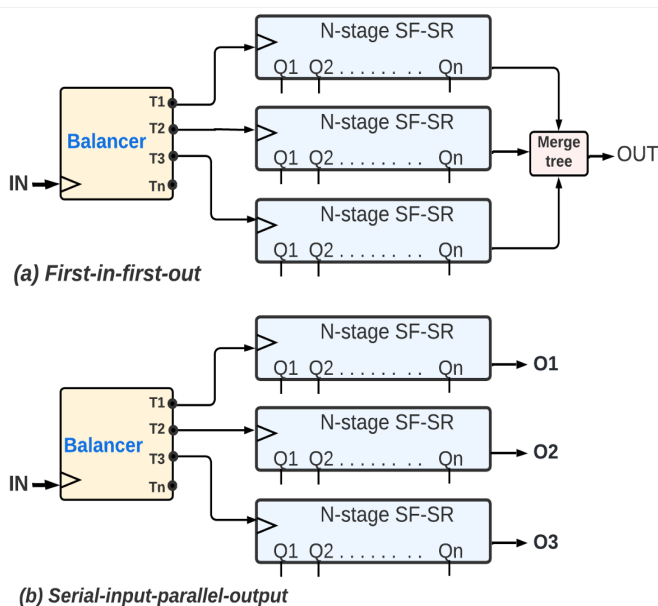 N-stage SF-SR
Q1 Q2 . . . . . . . . Qn
N-stage SF-SR
Q1 Q2 . . . . . . . . Qn
N-stage SF-SR
Q1 Q2 . . . . . . . . Qn
T1
T2
Balancer
T3
Tn
IN
Merge
tree
OUT
(a) First-in-first-out
N-stage SF-SR
Q1 Q2 . . . . . . . . Qn
O1
N-stage SF-SR
Q1 Q2 . . . . . . . . Qn
O2
N-stage SF-SR
Q1 Q2 . . . . . . . . Qn
O3
T1
T2
Balancer
T3
Tn
IN
(b) Serial-input-parallel-output